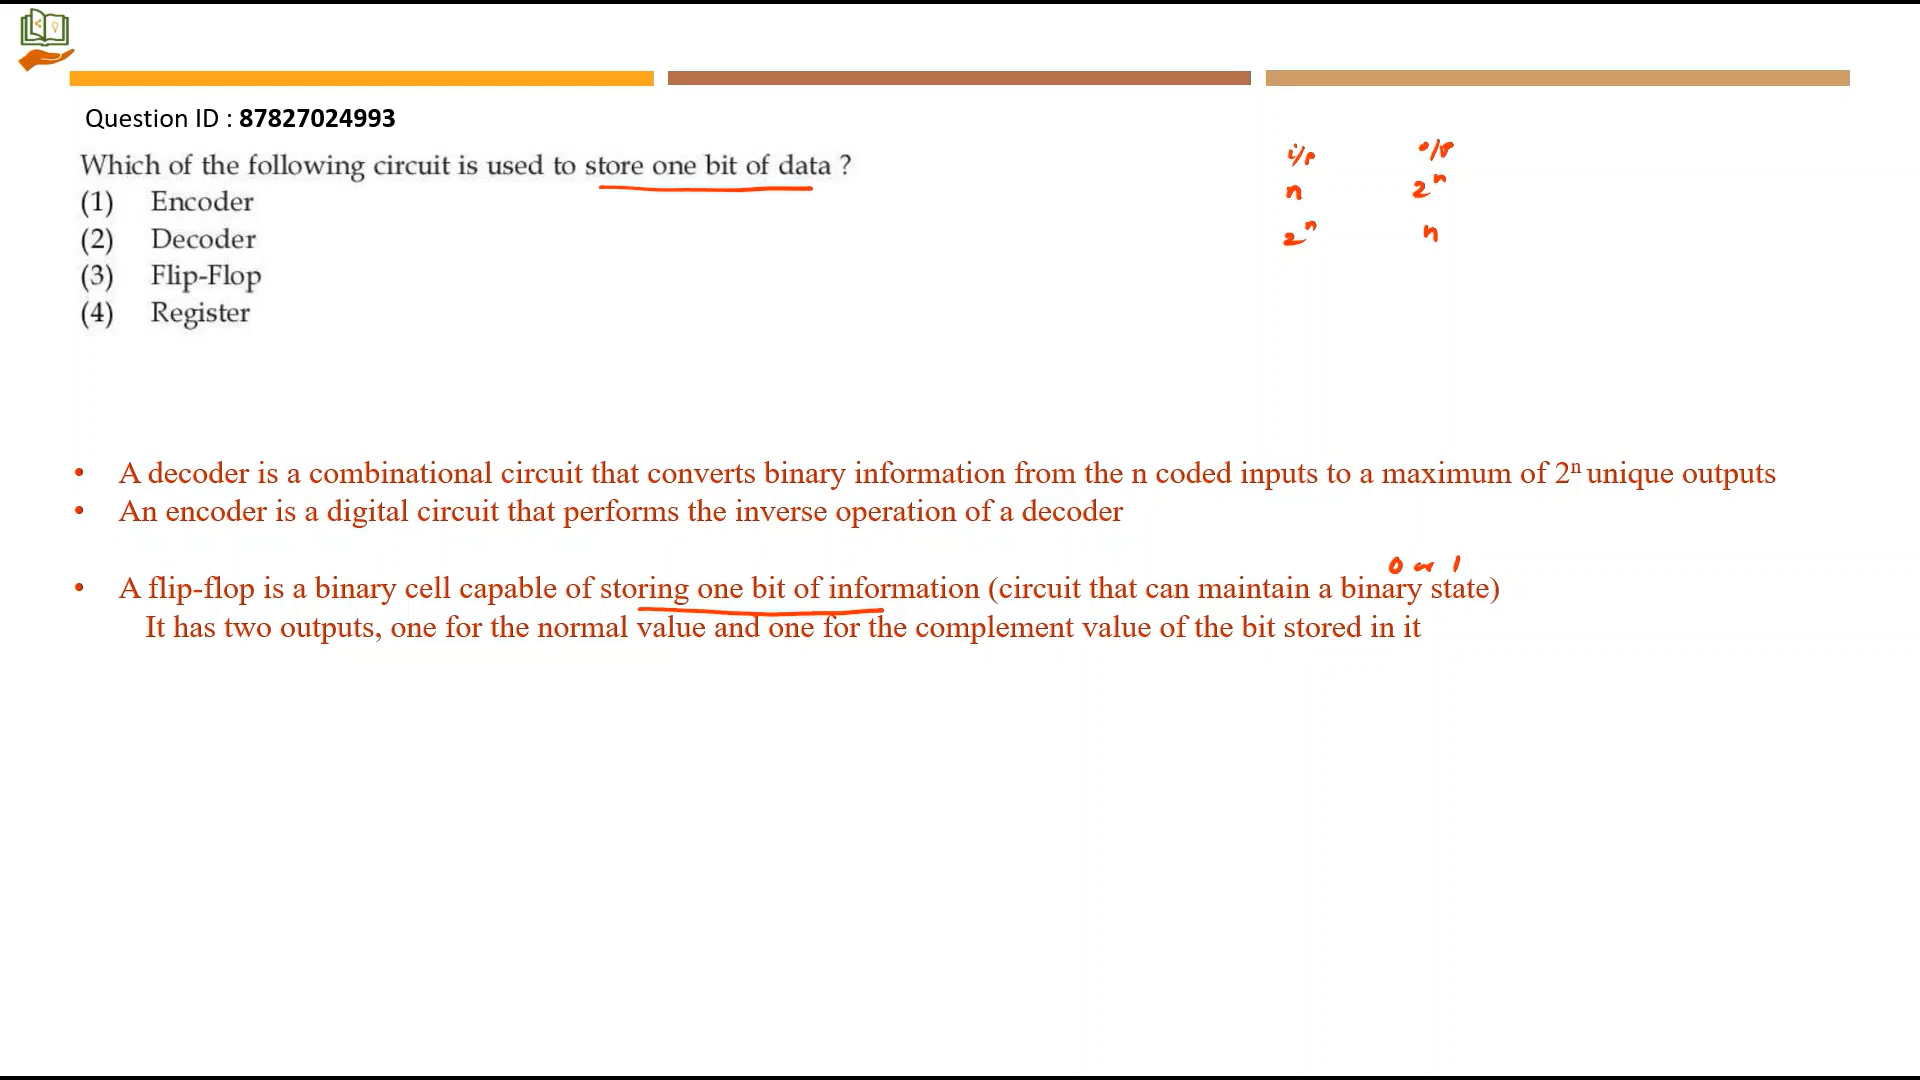 Question ID : 87827024993
Which of the following circuit is used to store one bit of data ?
(1) Encoder
(2) Decoder
(3) Flip-Flop
(4) Register
i/p o/p
n 2ⁿ
2ⁿ n
• A decoder is a combinational circuit that converts binary information from the n coded inputs to a maximum of 2ⁿ unique outputs
• An encoder is a digital circuit that performs the inverse operation of a decoder
0 or 1
• A flip-flop is a binary cell capable of storing one bit of information (circuit that can maintain a binary state)
It has two outputs, one for the normal value and one for the complement value of the bit stored in it